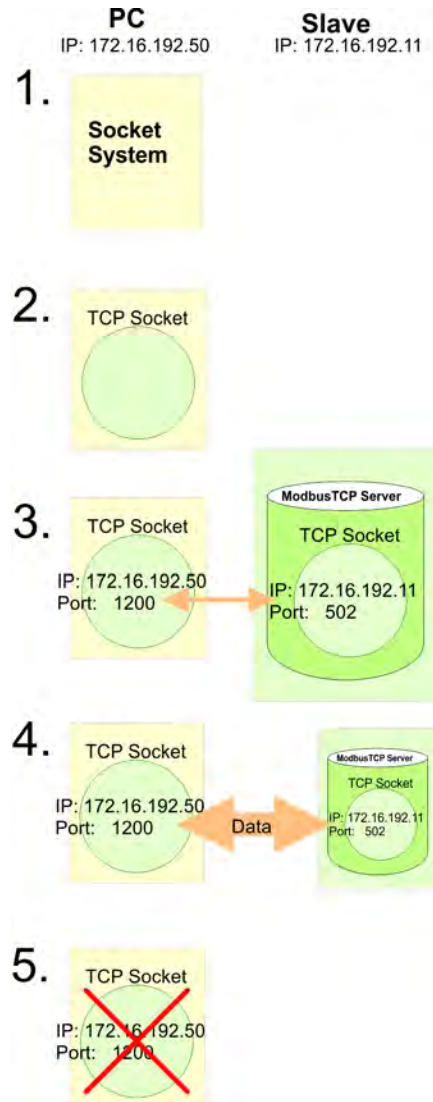 PC
IP: 172.16.192.50
Slave
IP: 172.16.192.11
1.
Socket
System
2.
TCP Socket
3.
TCP Socket
IP: 172.16.192.50
Port: 1200
ModbusTCP Server
TCP Socket
IP: 172.16.192.11
Port: 502
4.
TCP Socket
IP: 172.16.192.50
Port: 1200
Data
ModbusTCP Server
TCP Socket
IP: 172.16.192.11
Port: 502
5.
TCP Socket
IP: 172.16.192.50
Port: 1200